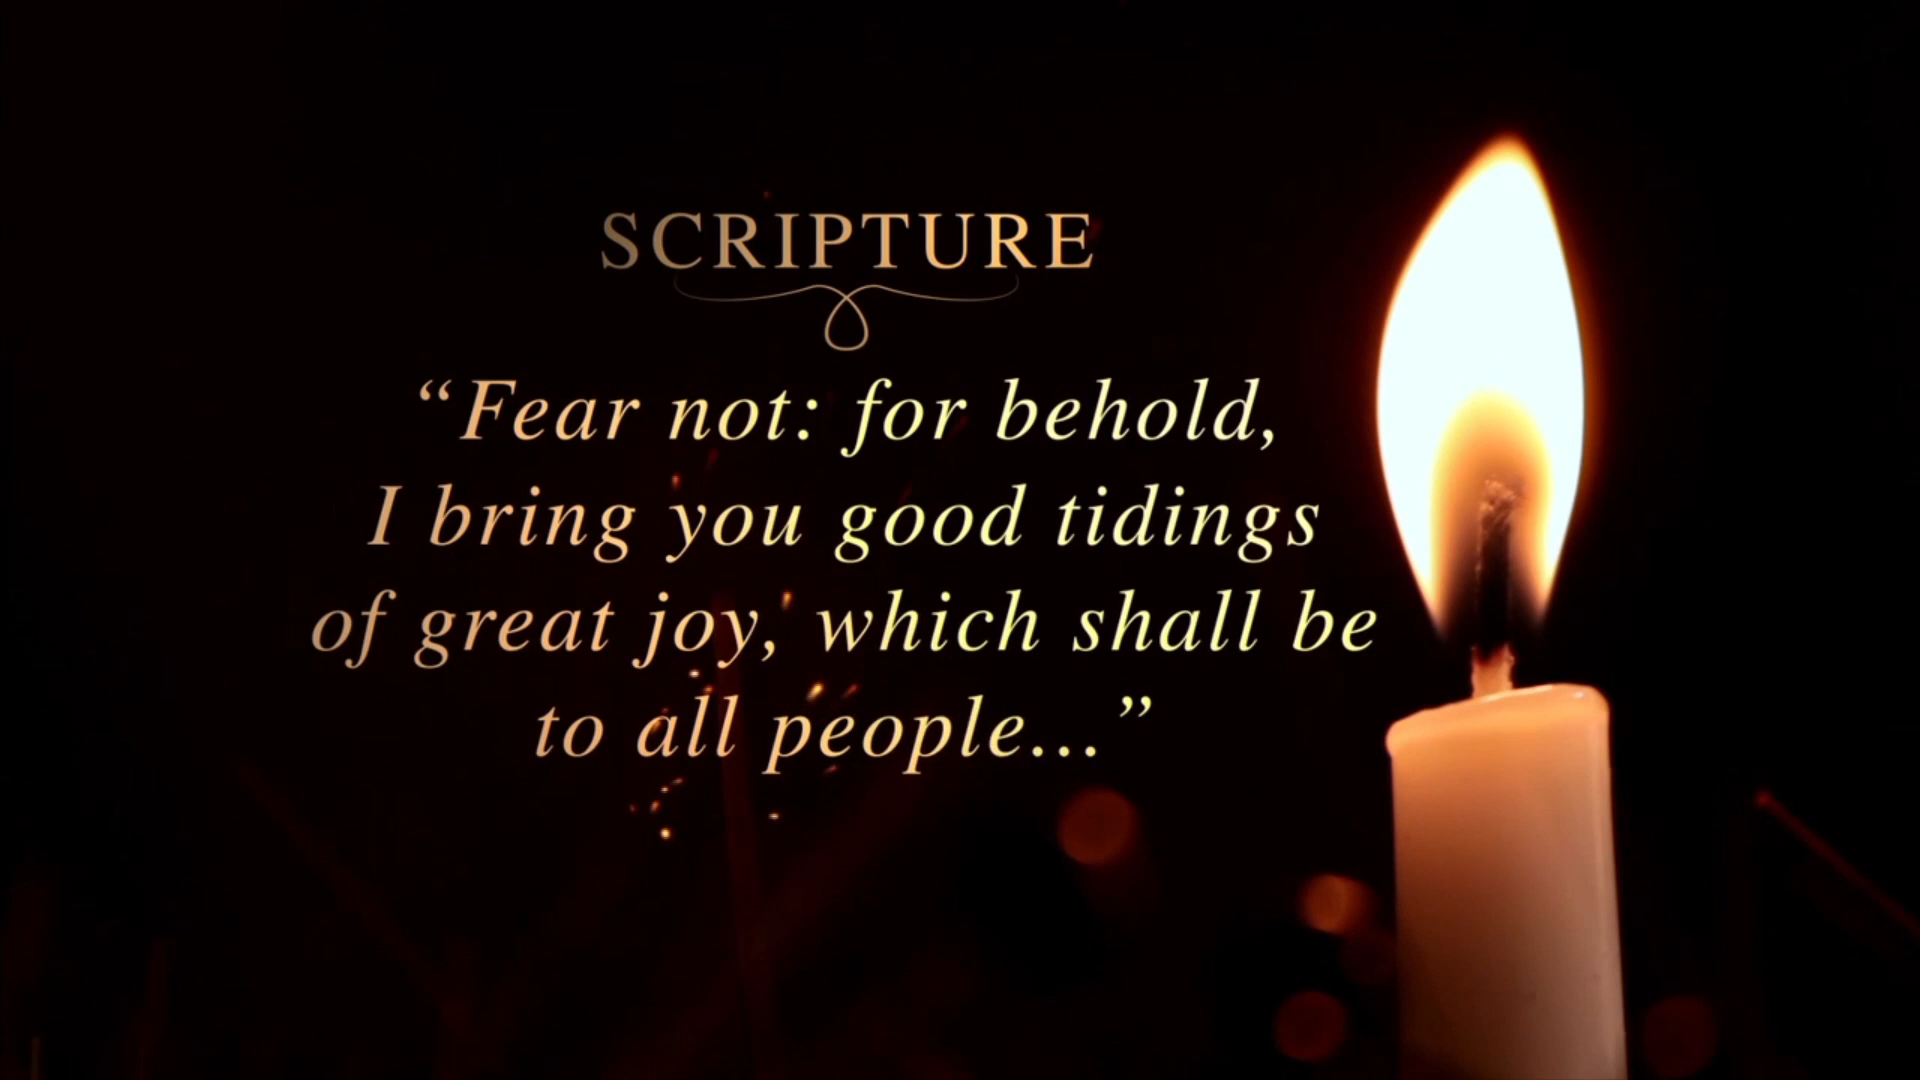 SCRIPTURE
“Fear not: for behold,
I bring you good tidings
of great joy, which shall be
to all people...”